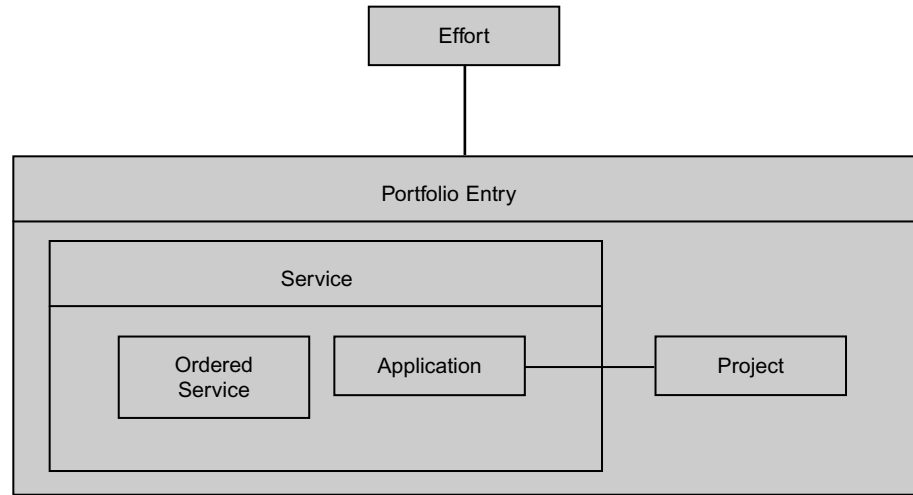 Effort
Portfolio Entry
Service
Ordered
Service
Application
Project